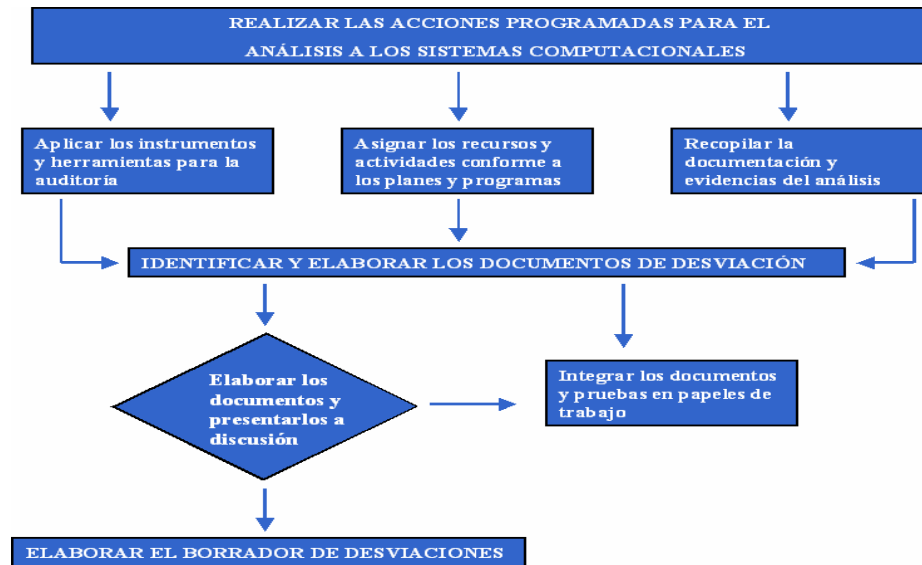 REALIZAR LAS ACCIONES PROGRAMADAS PARA EL
ANÁLISIS A LOS SISTEMAS COMPUTACIONALES
Aplicar los instrumentos
y herramientas para la
auditoría
Asignar los recursos y
actividades conforme a
los planes y programas
Recopilar la
documentación y
evidencias del análisis
IDENTIFICAR Y ELABORAR LOS DOCUMENTOS DE DESVIACIÓN
Elaborar los
documentos y
presentarlos a
discusión
Integrar los documentos
y pruebas en papeles de
trabajo
ELABORAR EL BORRADOR DE DESVIACIONES